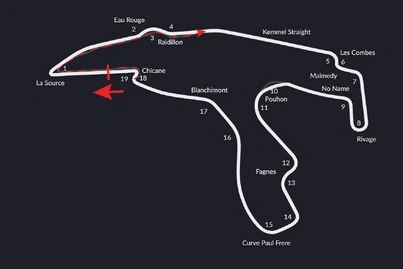 Eau Rouge
2
4
3
Raidillon
Kemmel Straight
Les Combes
5
6
1
La Source
Chicane
19
18
Malmedy
7
Blanchimont
No Name
10
Pouhon
9
11
17
8
Rivage
16
12
Fagnes
13
14
15
Curve Paul Frere